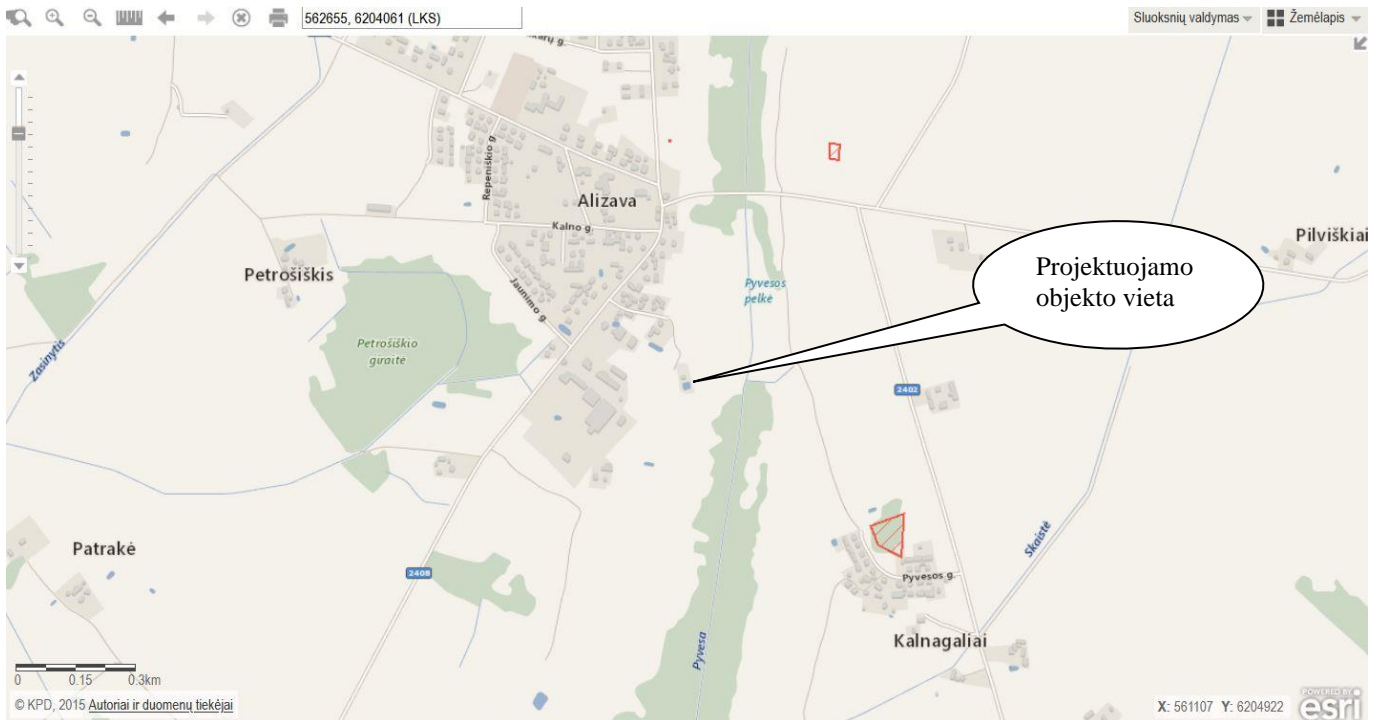 562655, 6204061 (LKS)
Sluoksnių valdymas
Žemėlapis
Repeniškio g.
Alizava
Kalno g.
Pilviškiai
Projektuojamo
objekto vieta
Petrošiškis
Jaunimo g.
Pyvesos
pelkė
Petrošiškio
giraitė
Zasinytis
2402
Skaistė
Patrakė
2408
Pyvesos g.
Kalnagaliai
Pyvesa
0 0.15 0.3km
© KPD, 2015 Autoriai ir duomenų tiekėjai
X: 561107 Y: 6204922
POWERED BY
esri